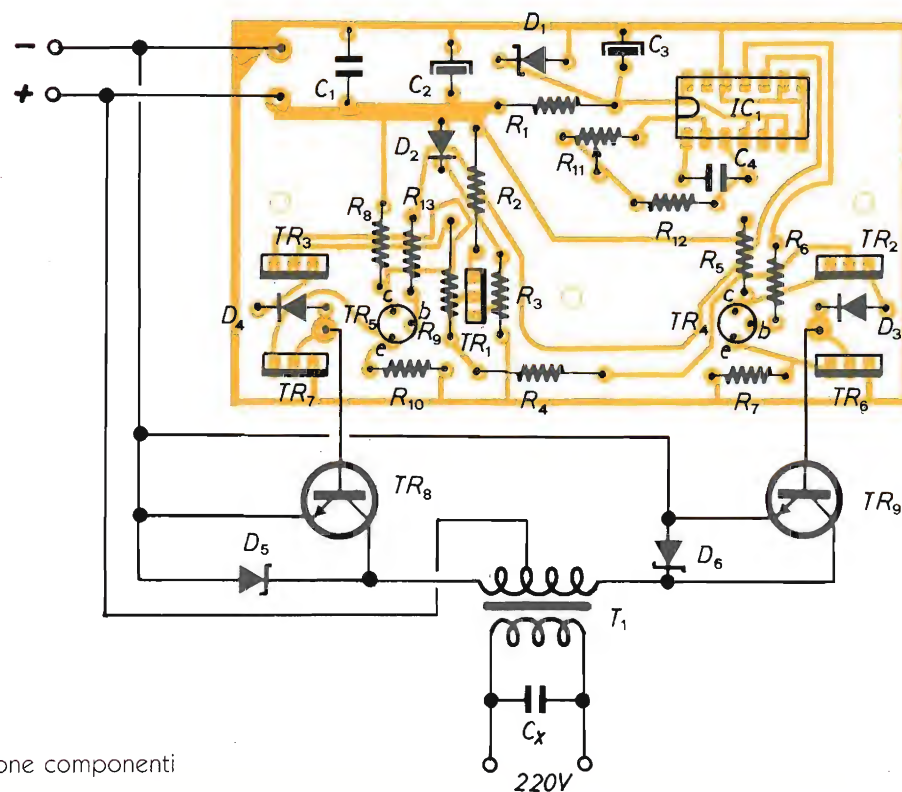 −
+
D1
C1
C2
C3
R1
IC1
D2
R11
C4
R8
R13
R2
R12
TR3
R5
R6
TR2
D4
TR5
c
b
e
R9
TR1
R3
TR4
c
b
e
D3
TR7
R10
R4
R7
TR6
TR8
TR9
D5
D6
T1
Cx
one componenti
220V